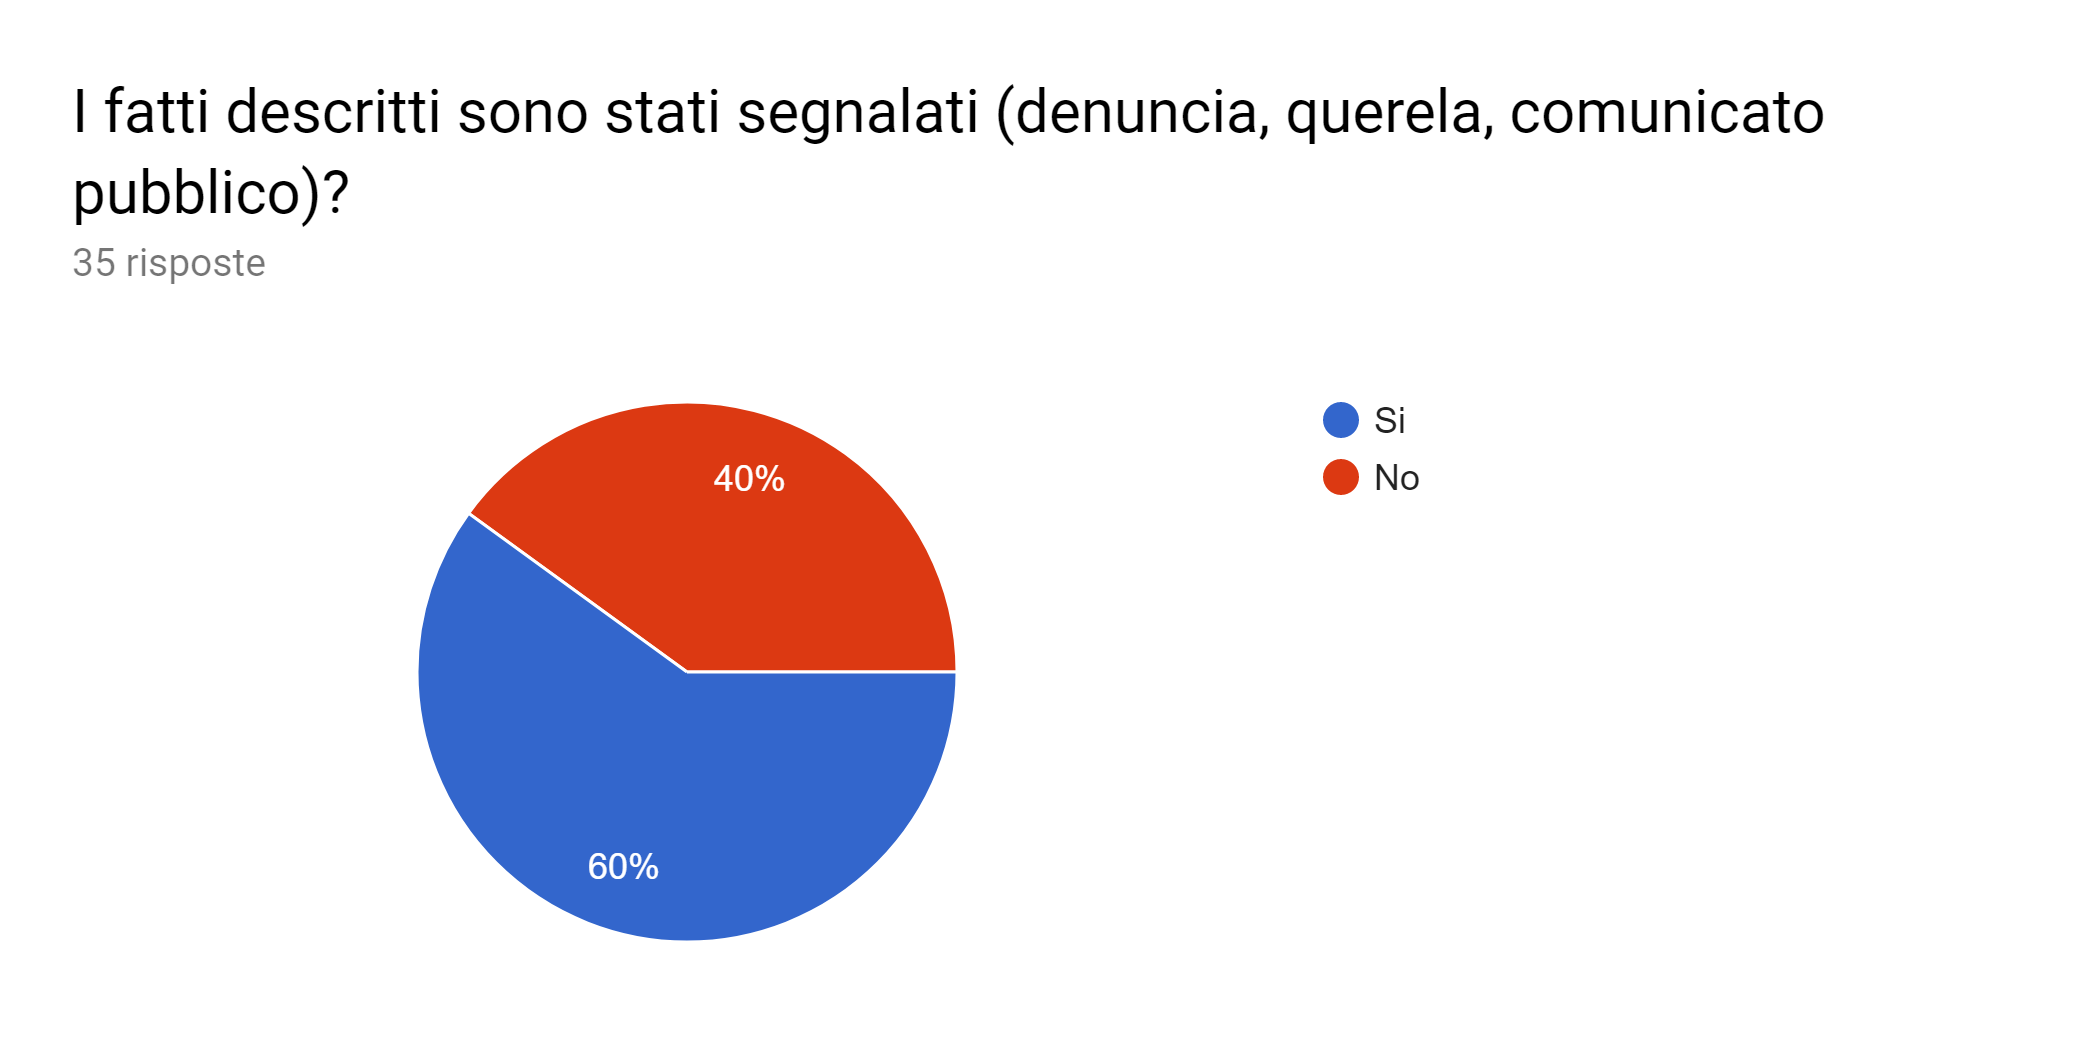 I fatti descritti sono stati segnalati (denuncia, querela, comunicato
pubblico)?
35 risposte
Si
No
40%
60%